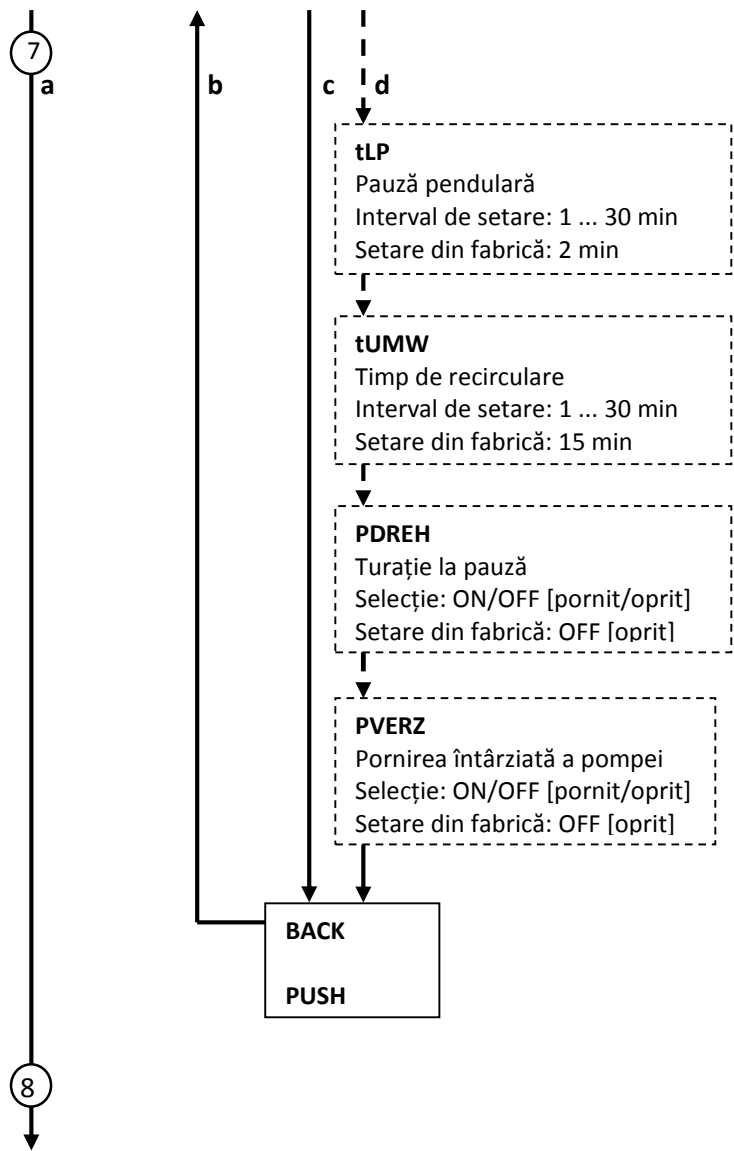 7
a
b
c
d
tLP
Pauză pendulară
Interval de setare: 1 ... 30 min
Setare din fabrică: 2 min
tUMW
Timp de recirculare
Interval de setare: 1 ... 30 min
Setare din fabrică: 15 min
PDREH
Turație la pauză
Selecție: ON/OFF [pornit/oprit]
Setare din fabrică: OFF [oprit]
PVERZ
Pornirea întârziată a pompei
Selecție: ON/OFF [pornit/oprit]
Setare din fabrică: OFF [oprit]
BACK
PUSH
8